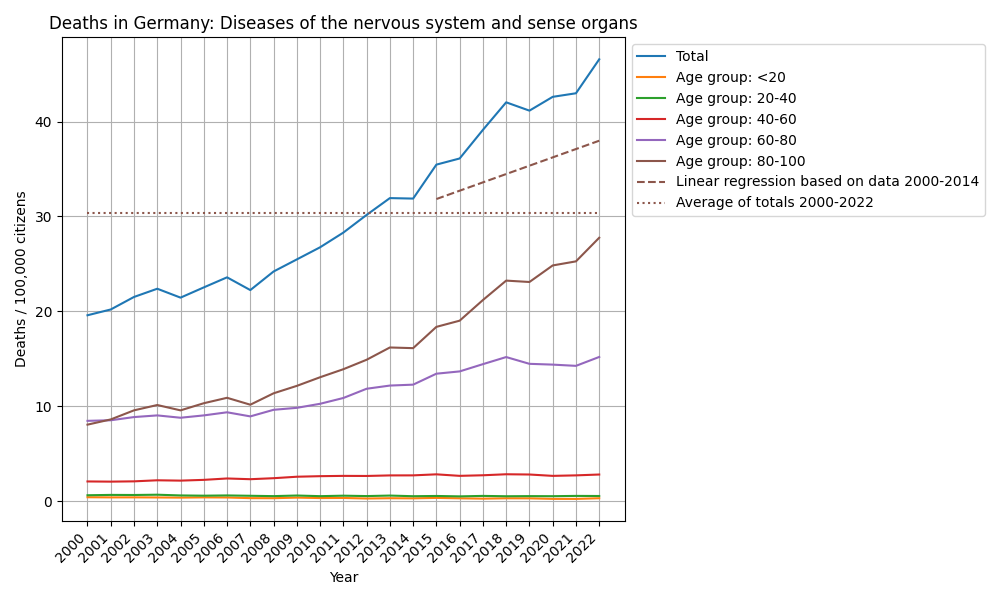 Deaths in Germany: Diseases of the nervous system and sense organs
Total
Age group: <20
Age group: 20-40
Age group: 40-60
Age group: 60-80
Age group: 80-100
Linear regression based on data 2000-2014
Average of totals 2000-2022
Deaths / 100,000 citizens
40
30
20
10
0
2000
2001
2002
2003
2004
2005
2006
2007
2008
2009
2010
2011
2012
2013
2014
2015
2016
2017
2018
2019
2020
2021
2022
Year